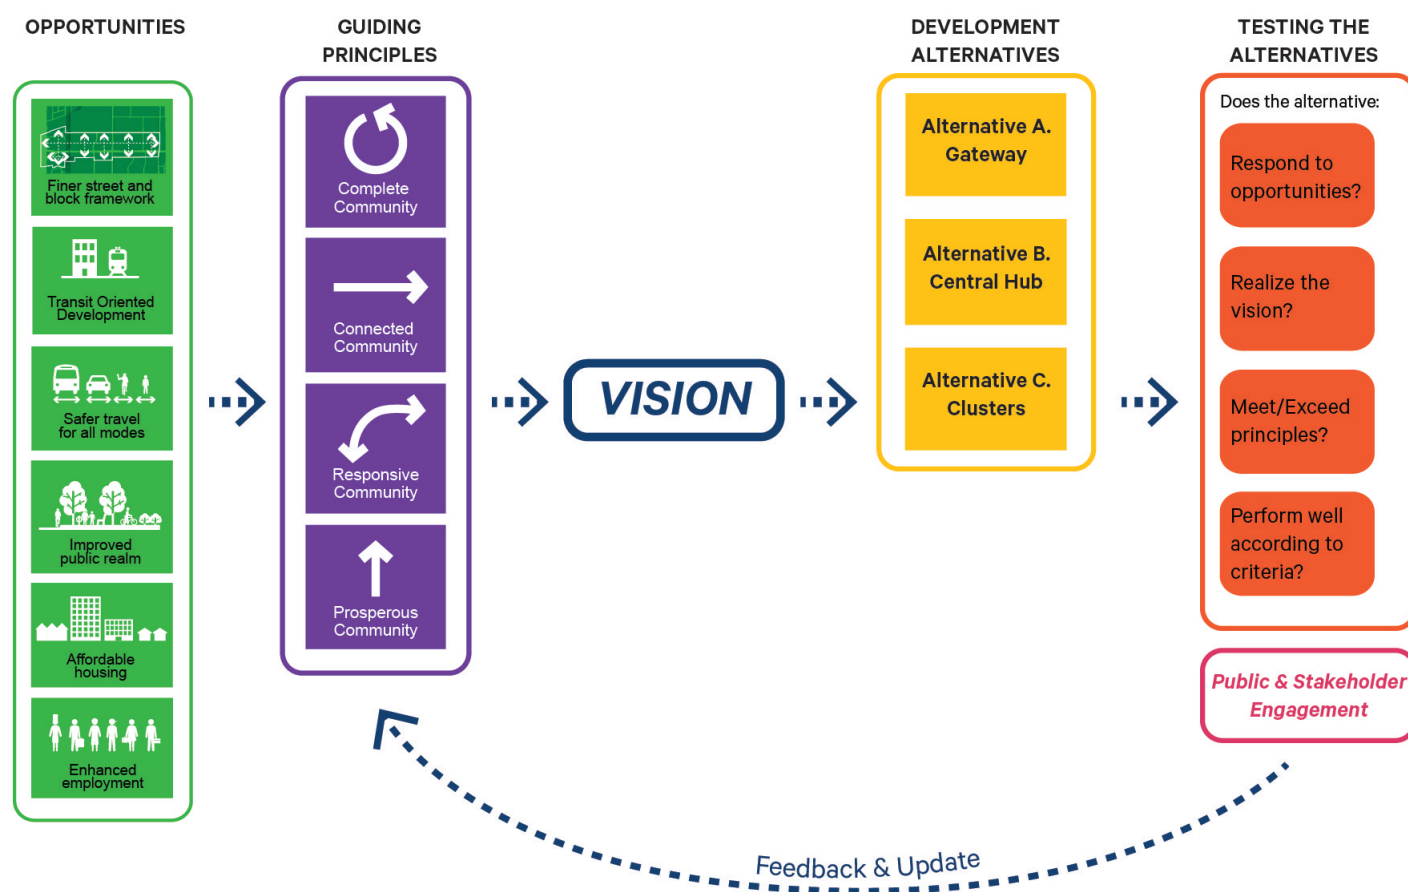 OPPORTUNITIES
Finer street and
block framework
Transit Oriented
Development
Safer travel
for all modes
Improved
public realm
Affordable
housing
Enhanced
employment
GUIDING
PRINCIPLES
Complete
Community
Connected
Community
Responsive
Community
Prosperous
Community
VISION
DEVELOPMENT
ALTERNATIVES
Alternative A.
Gateway
Alternative B.
Central Hub
Alternative C.
Clusters
TESTING THE
ALTERNATIVES
Does the alternative:
Respond to
opportunities?
Realize the
vision?
Meet/Exceed
principles?
Perform well
according to
criteria?
Public & Stakeholder
Engagement
Feedback & Update